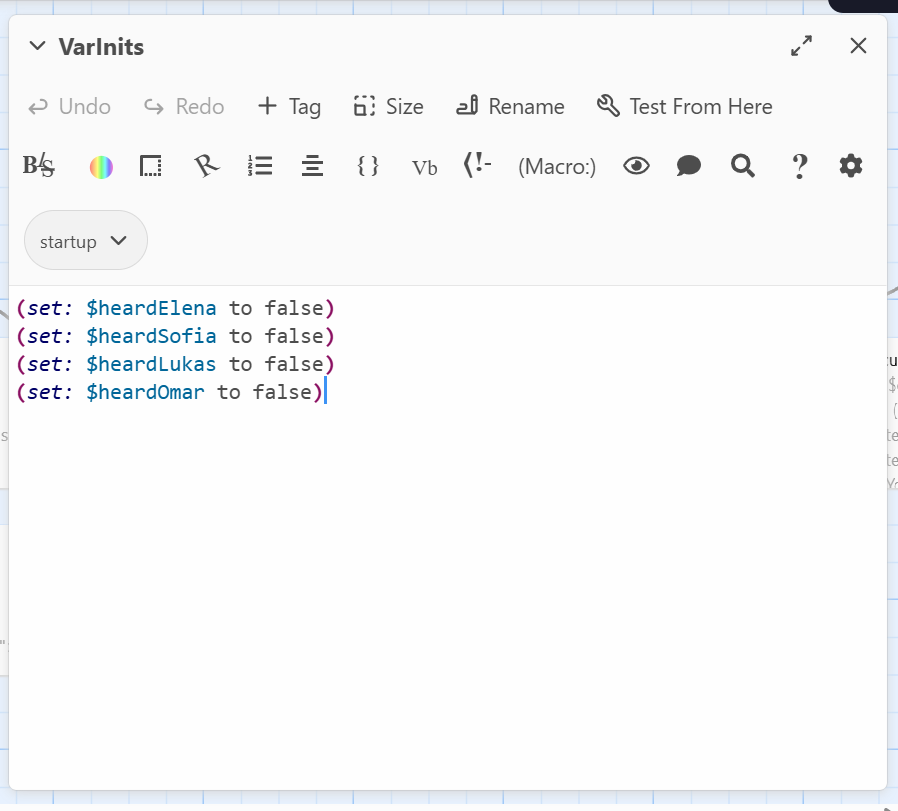 VarInits
Undo Redo + Tag Size Rename Test From Here
B/S { } Vb (Macro:) ?
startup
(set: $heardElena to false)
(set: $heardSofia to false)
(set: $heardLukas to false)
(set: $heardOmar to false)